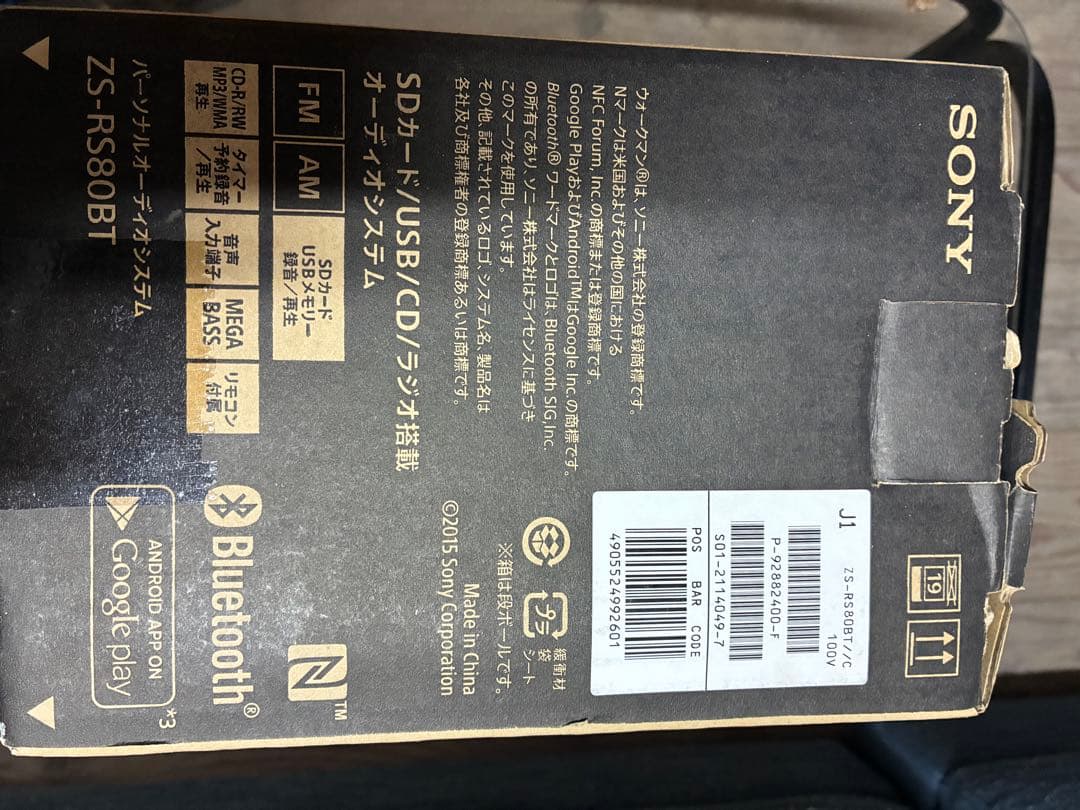 SONY
ウォークマン®は、ソニー株式会社の登録商標です。
Nマークは米国およびその他の国における
NFC Forum, Inc.の商標または登録商標です。
Google PlayおよびAndroid™はGoogle Inc.の商標です。
Bluetooth®ワードマークとロゴは、Bluetooth SIG,Inc.
の所有であり、ソニー株式会社はライセンスに基づき
このマークを使用しています。
その他、記載されているロゴ、システム名、製品名は
各社及び商標権者の登録商標あるいは商標です。
SDカード/USB/CD/ラジオ搭載
オーディオシステム
FM
AM
SDカード
USBメモリー
録音/再生
CD-R/RW
MP3/WMA
再生
タイマー
予約録音
/再生
音声
入力端子
MEGA
BASS
リモコン
付属
パーソナルオーディオシステム
ZS-RS80BT
19
J1
ZS-RS80BT//C
100V
P-92882400-F
S01-2114049-7
POS BAR CODE
4905524992601
プラ
緩衝材
袋
シート
※箱は段ボールです。
Made in China
©2015 Sony Corporation
N™
Bluetooth®
ANDROID APP ON
Google play
*3